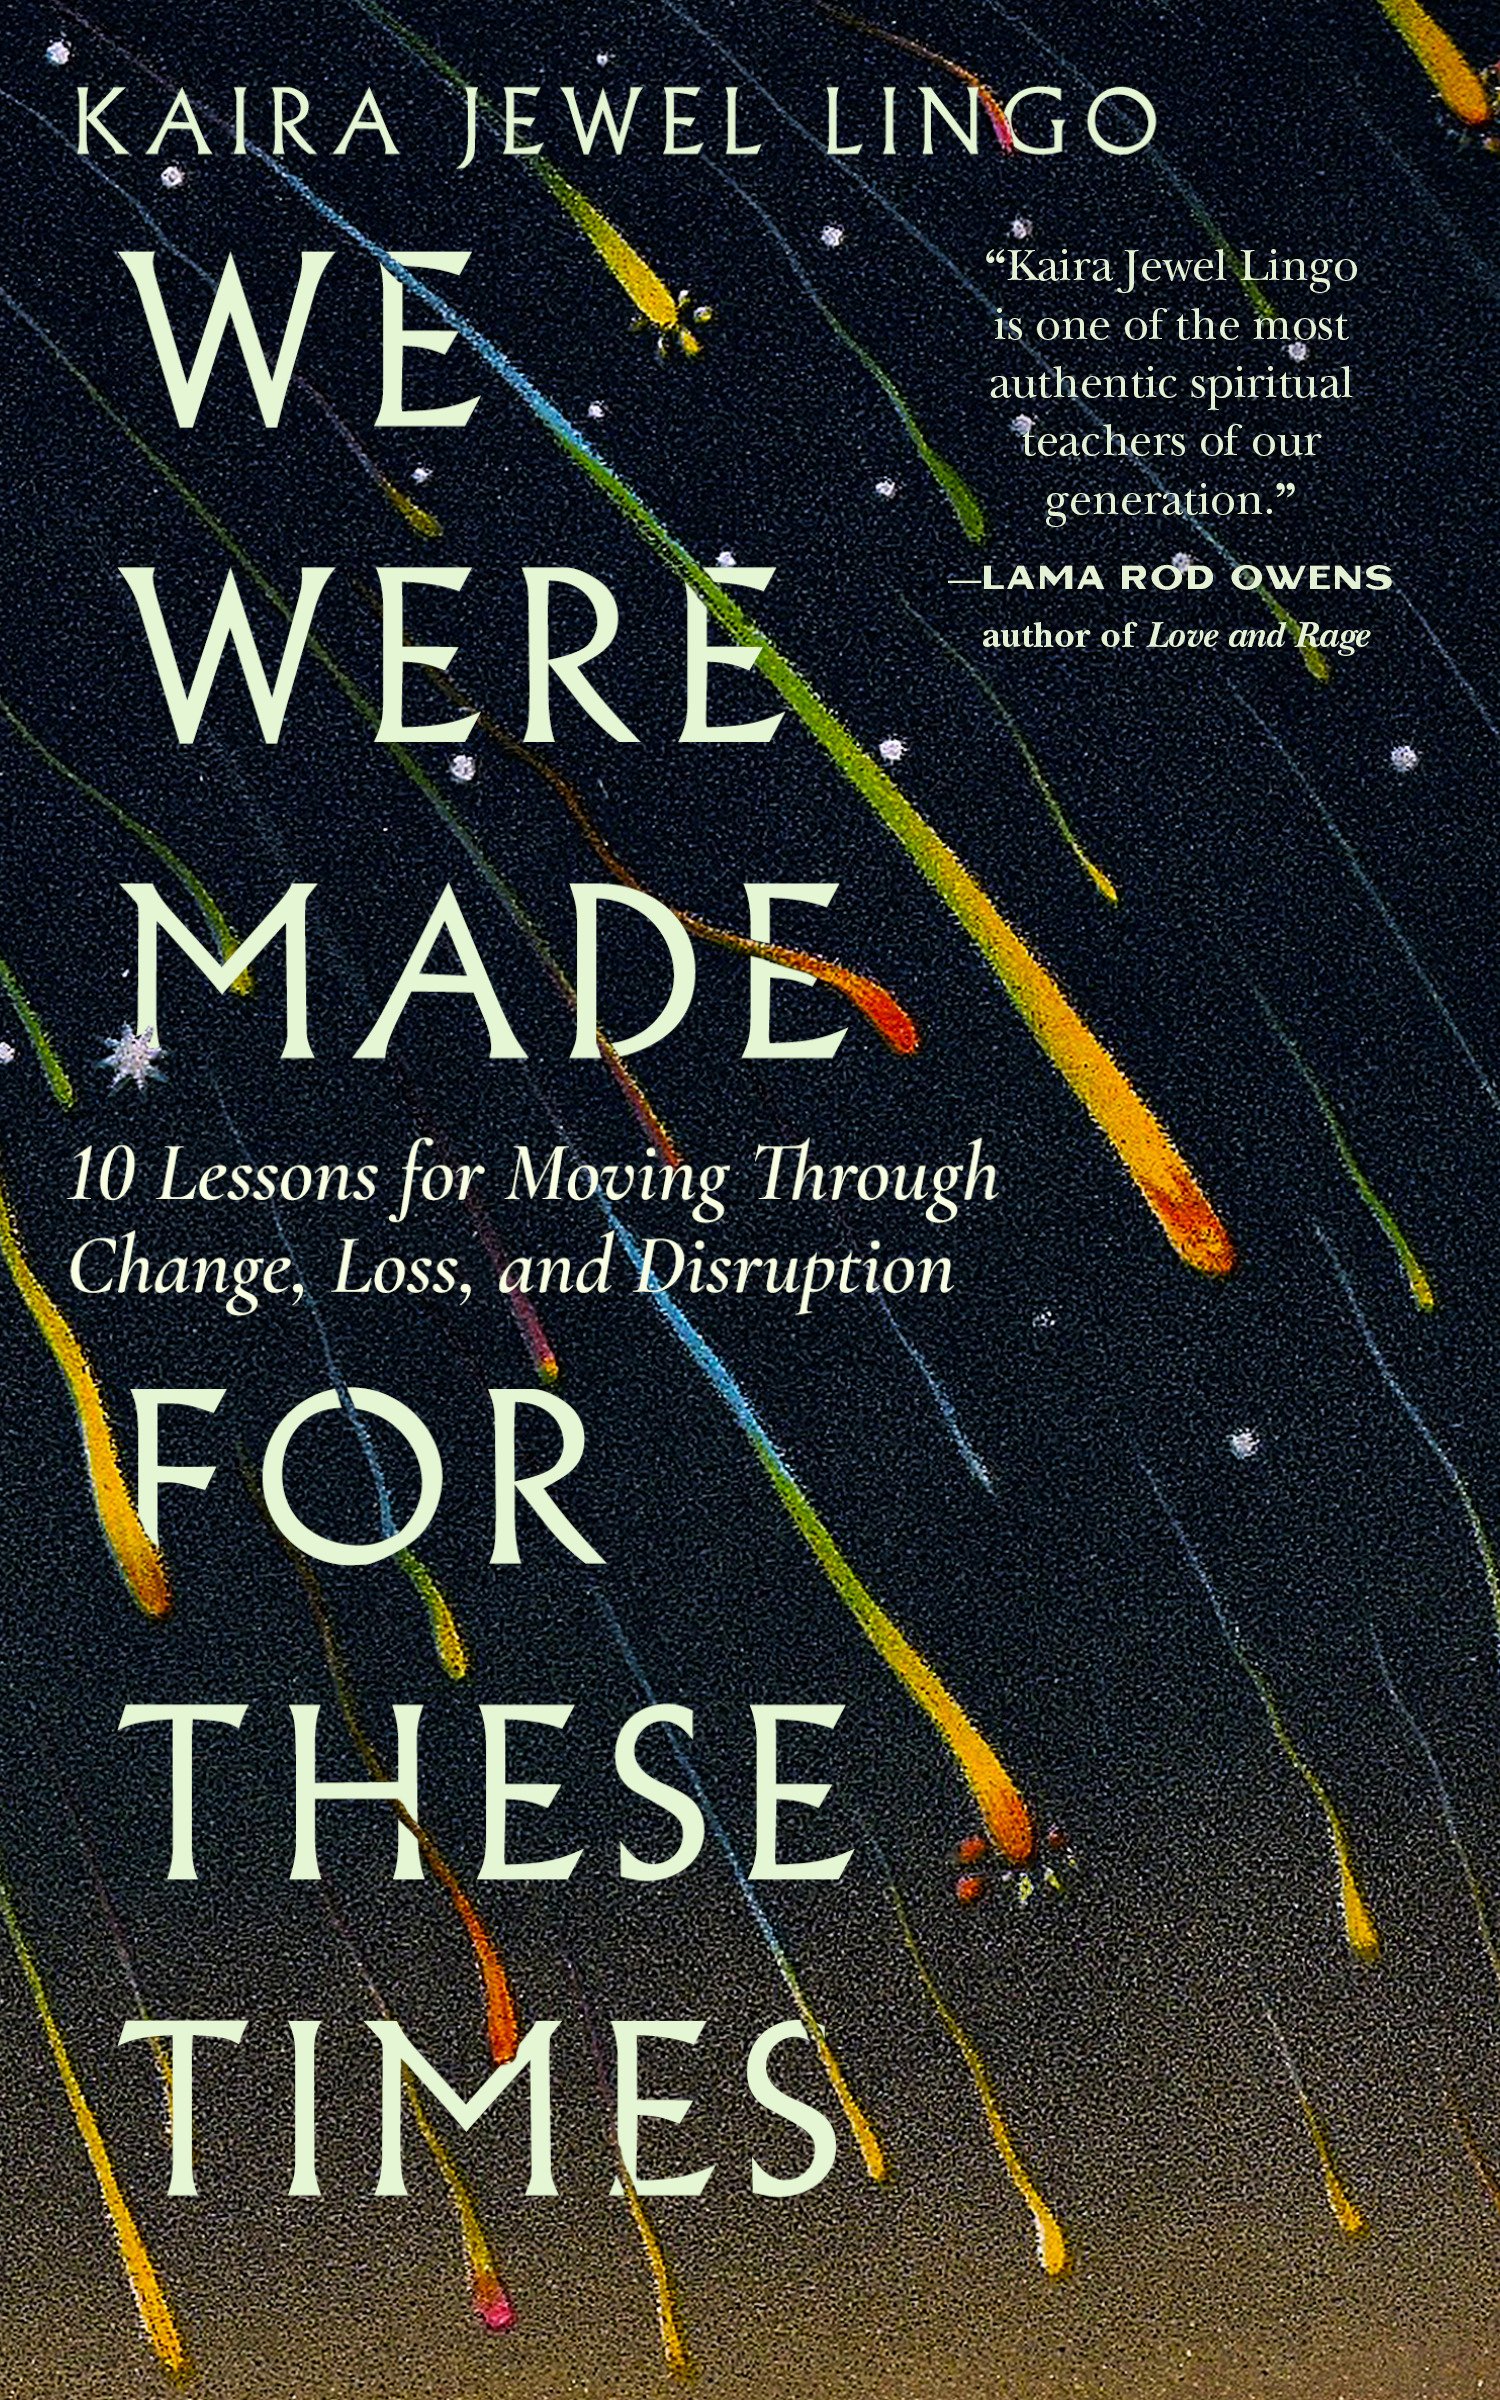 KAIRA JEWEL LINGO
WE
WERE
MADE
“Kaira Jewel Lingo
is one of the most
authentic spiritual
teachers of our
generation.”
—LAMA ROD OWENS
author of Love and Rage
10 Lessons for Moving Through
Change, Loss, and Disruption
FOR
THESE
TIMES